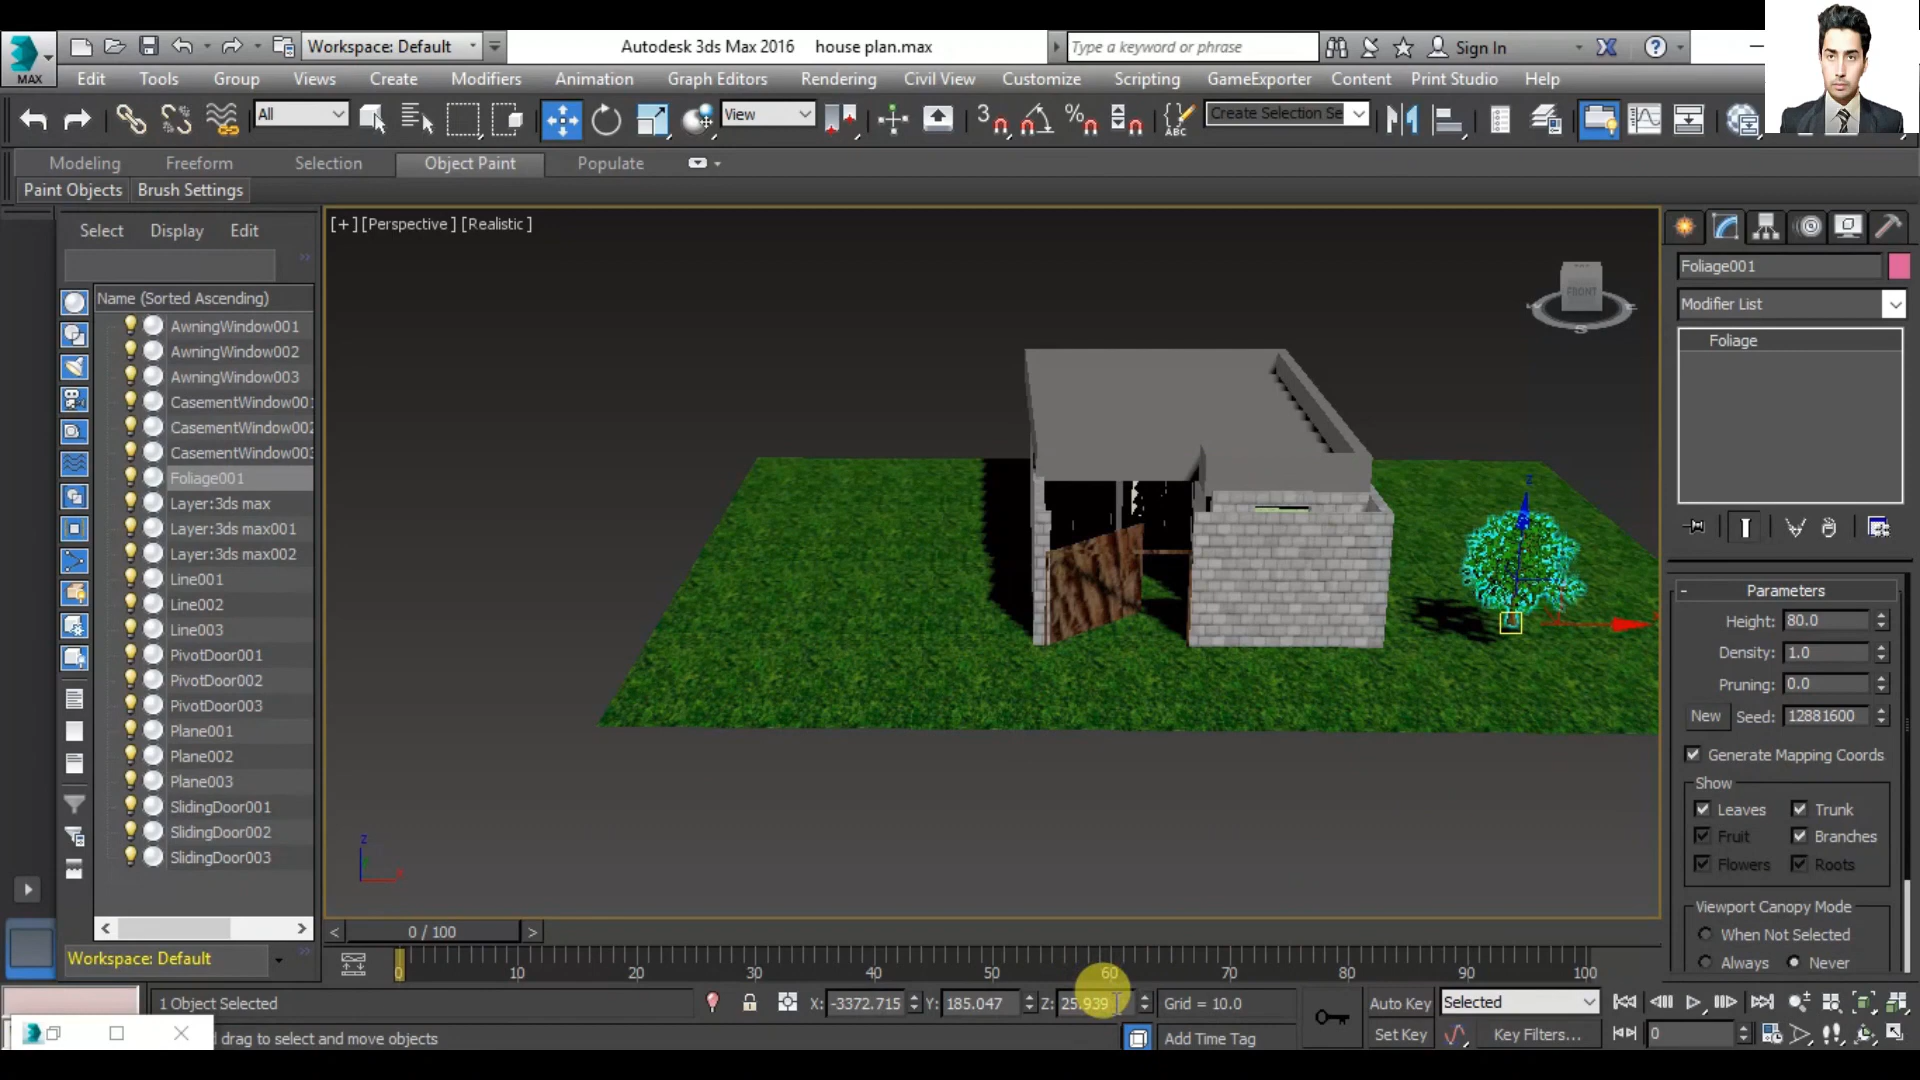 Workspace: Default
Autodesk 3ds Max 2016 house plan.max
Type a keyword or phrase
Sign In
MAX
Edit Tools Group Views Create Modifiers Animation Graph Editors Rendering Civil View Customize Scripting GameExporter Content Print Studio Help
All
View
3
%
ABC
Create Selection Se
Modeling Freeform Selection Object Paint Populate
Paint Objects Brush Settings
Select Display Edit
Name (Sorted Ascending)
AwningWindow001
AwningWindow002
AwningWindow003
CasementWindow001
CasementWindow002
CasementWindow003
Foliage001
Layer:3ds max
Layer:3ds max001
Layer:3ds max002
Line001
Line002
Line003
PivotDoor001
PivotDoor002
PivotDoor003
Plane001
Plane002
Plane003
SlidingDoor001
SlidingDoor002
SlidingDoor003
Workspace: Default
[+] [Perspective] [Realistic]
FRONT
S
z
z
Foliage001
Modifier List
Foliage
- Parameters
Height: 80.0
Density: 1.0
Pruning: 0.0
New Seed: 12881600
Generate Mapping Coords
Show
Leaves Trunk
Fruit Branches
Flowers Roots
Viewport Canopy Mode
When Not Selected
Always Never
< 0 / 100 >
0 10 20 30 40 50 60 70 80 90 100
1 Object Selected
X: -3372.715 Y: 185.047 Z: 25.939 Grid = 10.0
Auto Key Selected
drag to select and move objects
Add Time Tag
Set Key Key Filters... 0